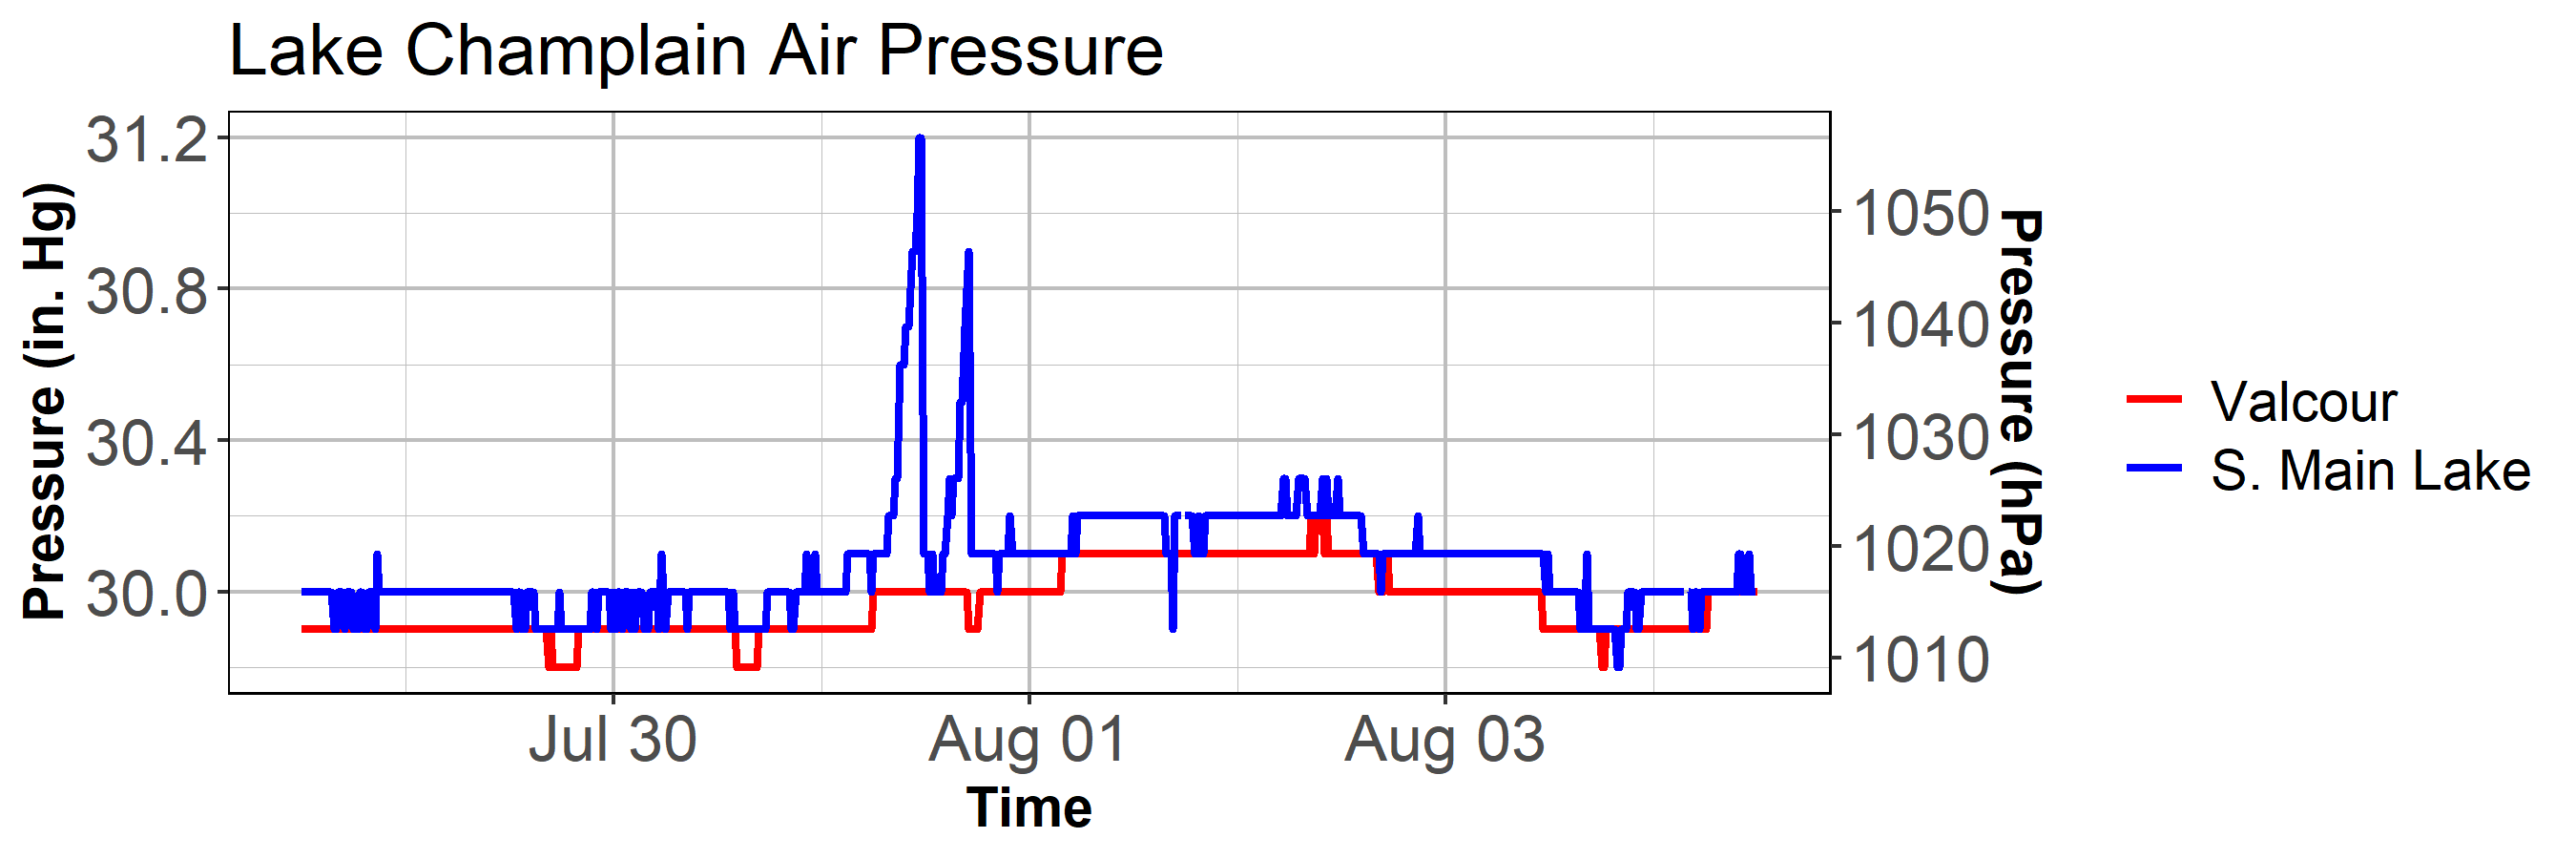 Lake Champlain Air Pressure
31.2
30.8
30.4
30.0
Pressure (in. Hg)
1050
1040
1030
1020
1010
Pressure (hPa)
Jul 30
Aug 01
Aug 03
Time
Valcour
S. Main Lake